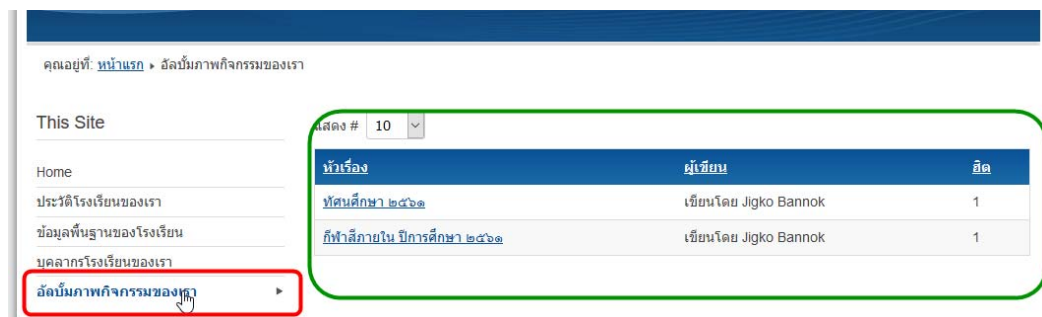 คุณอยู่ที่: หน้าแรก ▸ อัลบั้มภาพกิจกรรมของเรา
This Site
Home
ประวัติโรงเรียนของเรา
ข้อมูลพื้นฐานของโรงเรียน
บุคลากรโรงเรียนของเรา
อัลบั้มภาพกิจกรรมของเรา ▸
แสดง # 10
หัวเรื่อง ผู้เขียน ฮิต
ทัศนศึกษา ๒๕๖๑ เขียนโดย Jigko Bannok 1
กีฬาสีภายใน ปีการศึกษา ๒๕๖๑ เขียนโดย Jigko Bannok 1